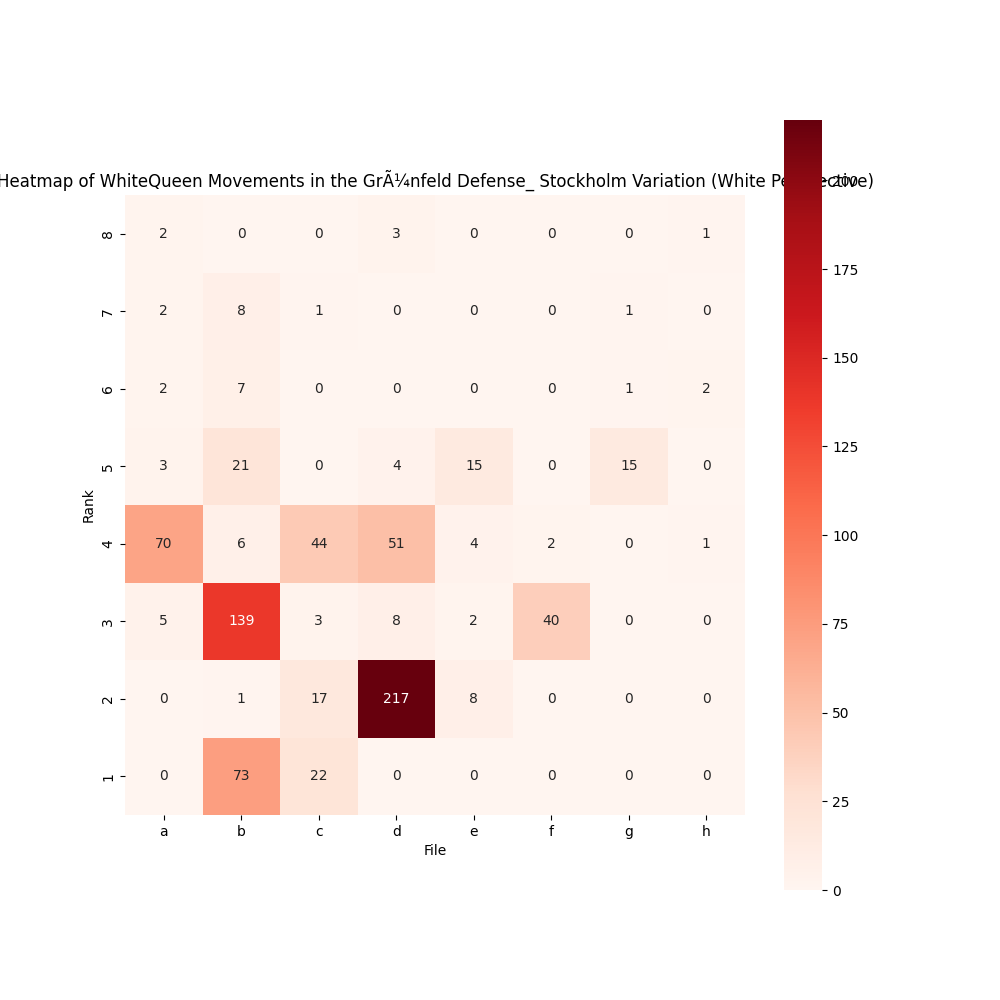 Heatmap of WhiteQueen Movements in the GrÃ¼nfeld Defense_ Stockholm Variation (White Perspective)
200
8 2 0 0 3 0 0 0 1
7 2 8 1 0 0 0 1 0
175
150
6 2 7 0 0 0 0 1 2
125
5 3 21 0 4 15 0 15 0
Rank
100
4 70 6 44 51 4 2 0 1
75
3 5 139 3 8 2 40 0 0
50
2 0 1 17 217 8 0 0 0
25
1 0 73 22 0 0 0 0 0
a b c d e f g h
File
0